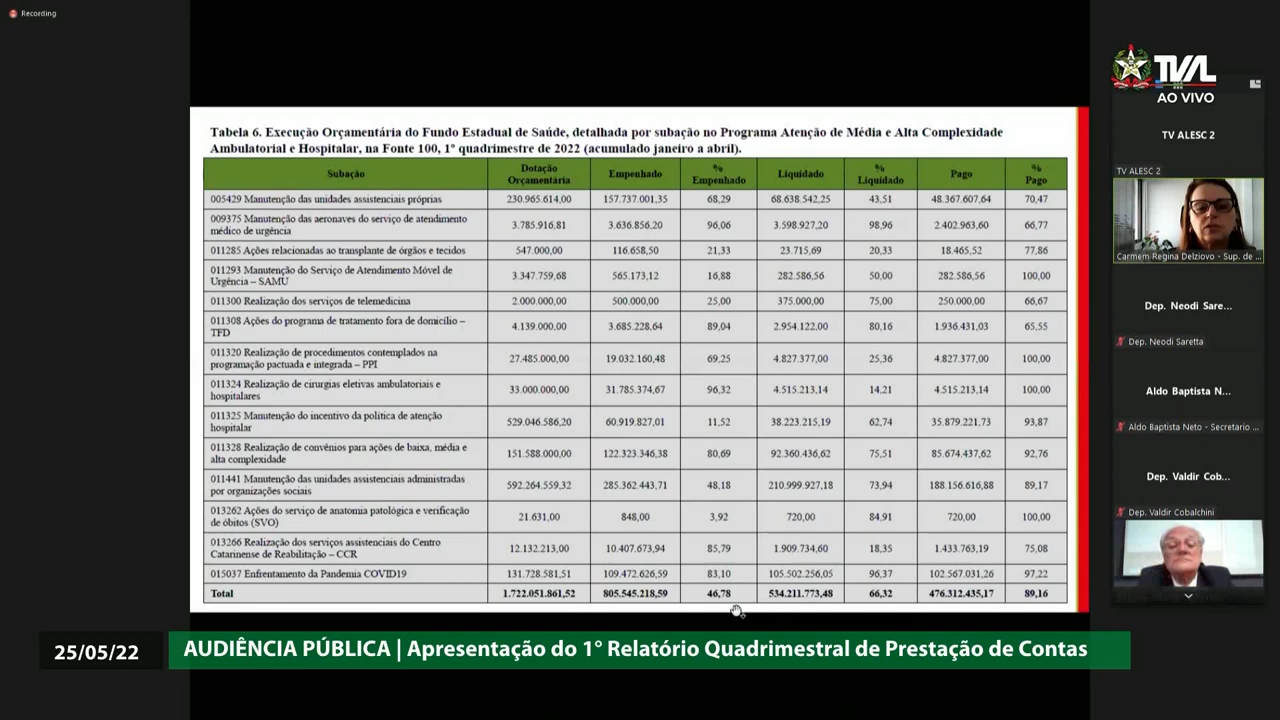 Recording
Tabela 6. Execução Orçamentária do Fundo Estadual de Saúde, detalhada por subação no Programa Atenção de Média e Alta Complexidade
Ambulatorial e Hospitalar, na Fonte 100, 1º quadrimestre de 2022 (acumulado janeiro a abril).
Subação Dotação Orçamentária Empenhado % Empenhado Liquidado % Liquidado Pago % Pago
005429 Manutenção das unidades assistenciais próprias 230.965.614,00 157.737.001,35 68,29 68.638.542,25 43,51 48.367.607,64 70,47
009375 Manutenção das aeronaves do serviço de atendimento
médico de urgência 3.785.916,81 3.636.856,20 96,06 3.598.927,20 98,96 2.402.963,60 66,77
011285 Ações relacionadas ao transplante de órgãos e tecidos 547.000,00 116.658,50 21,33 23.715,69 20,33 18.465,52 77,86
011293 Manutenção do Serviço de Atendimento Móvel de
Urgência – SAMU 3.347.759,68 565.173,12 16,88 282.586,56 50,00 282.586,56 100,00
011300 Realização dos serviços de telemedicina 2.000.000,00 500.000,00 25,00 375.000,00 75,00 250.000,00 66,67
011308 Ações do programa de tratamento fora de domicílio –
TFD 4.139.000,00 3.685.228,64 89,04 2.954.122,00 80,16 1.936.431,03 65,55
011320 Realização de procedimentos contemplados na
programação pactuada e integrada – PPI 27.485.000,00 19.032.160,48 69,25 4.827.377,00 25,36 4.827.377,00 100,00
011324 Realização de cirurgias eletivas ambulatoriais e
hospitalares 33.000.000,00 31.785.374,67 96,32 4.515.213,14 14,21 4.515.213,14 100,00
011325 Manutenção do incentivo da política de atenção
hospitalar 529.046.586,20 60.919.827,01 11,52 38.223.215,19 62,74 35.879.221,73 93,87
011328 Realização de convênios para ações de baixa, média e
alta complexidade 151.588.000,00 122.323.346,38 80,69 92.360.436,62 75,51 85.674.437,62 92,76
011441 Manutenção das unidades assistenciais administradas
por organizações sociais 592.264.559,32 285.362.443,71 48,18 210.999.927,18 73,94 188.156.616,88 89,17
013262 Ações do serviço de anatomia patológica e verificação
de óbitos (SVO) 21.631,00 848,00 3,92 720,00 84,91 720,00 100,00
013266 Realização dos serviços assistenciais do Centro
Catarinense de Reabilitação – CCR 12.132.213,00 10.407.673,94 85,79 1.909.734,60 18,35 1.433.763,19 75,08
015037 Enfrentamento da Pandemia COVID19 131.728.581,51 109.472.626,59 83,10 105.502.256,05 96,37 102.567.031,26 97,22
Total 1.722.051.861,52 805.545.218,59 46,78 534.211.773,48 66,32 476.312.435,17 89,16
TVAL
AO VIVO
TV ALESC 2
TV ALESC 2
Carmem Regina Delziovo - Sup. de ...
Dep. Neodi Sare...
Dep. Neodi Saretta
Aldo Baptista N...
Aldo Baptista Neto - Secretario ...
Dep. Valdir Cob...
Dep. Valdir Cobalchini
25/05/22
AUDIÊNCIA PÚBLICA | Apresentação do 1° Relatório Quadrimestral de Prestação de Contas